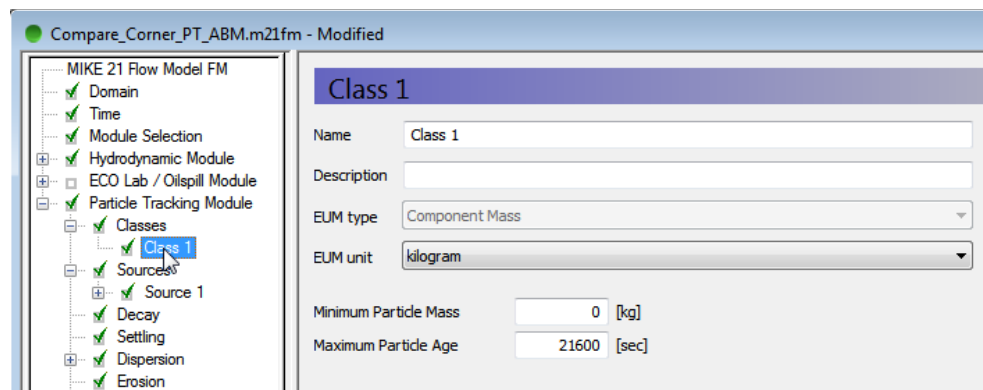 Compare_Corner_PT_ABM.m21fm - Modified
MIKE 21 Flow Model FM
Domain
Time
Module Selection
Hydrodynamic Module
ECO Lab / Oilspill Module
Particle Tracking Module
Classes
Class 1
Sources
Source 1
Decay
Settling
Dispersion
Erosion
Class 1
Name Class 1
Description
EUM type Component Mass
EUM unit kilogram
Minimum Particle Mass 0 [kg]
Maximum Particle Age 21600 [sec]